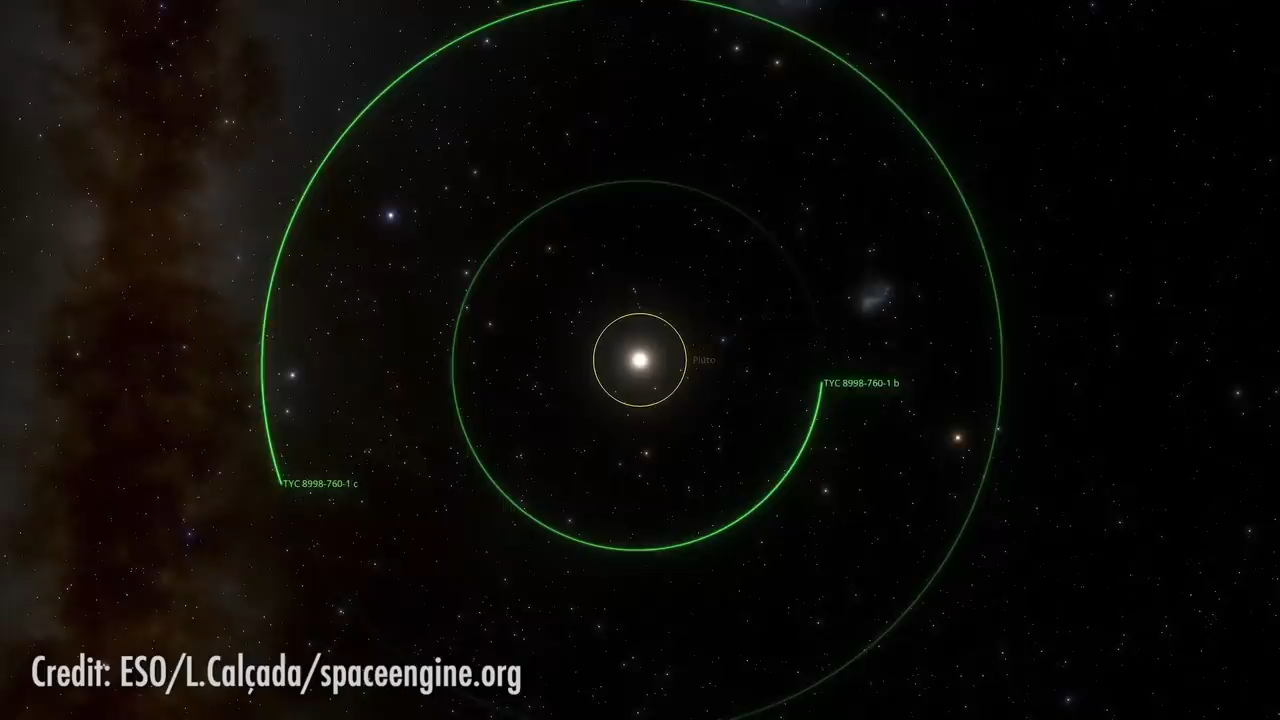 Pluto
TYC 8998-760-1 b
TYC 8998-760-1 c
Credit: ESO/L.Calçada/spaceengine.org